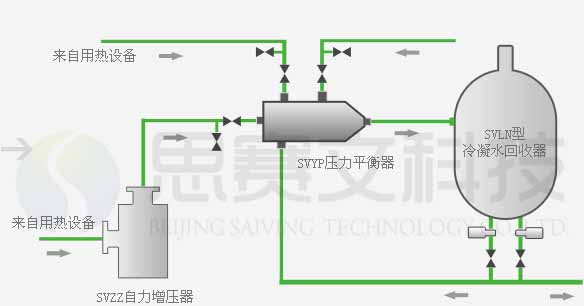 来自用热设备
SVLN型
冷凝水回收器
SVYP压力平衡器
思赛文科技
BEIJING SAIVING TECHNOLOGY CO LTD
来自用热设备
SVZZ自力增压器